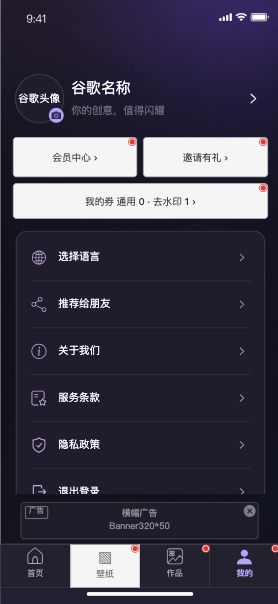 9:41
谷歌头像
谷歌名称
你的创意，值得闪耀
会员中心 ›
邀请有礼 ›
我的券 通用 0 · 去水印 1 ›
选择语言
推荐给朋友
关于我们
服务条款
隐私政策
退出登录
广告
横幅广告
Banner320*50
首页
壁纸
作品
我的